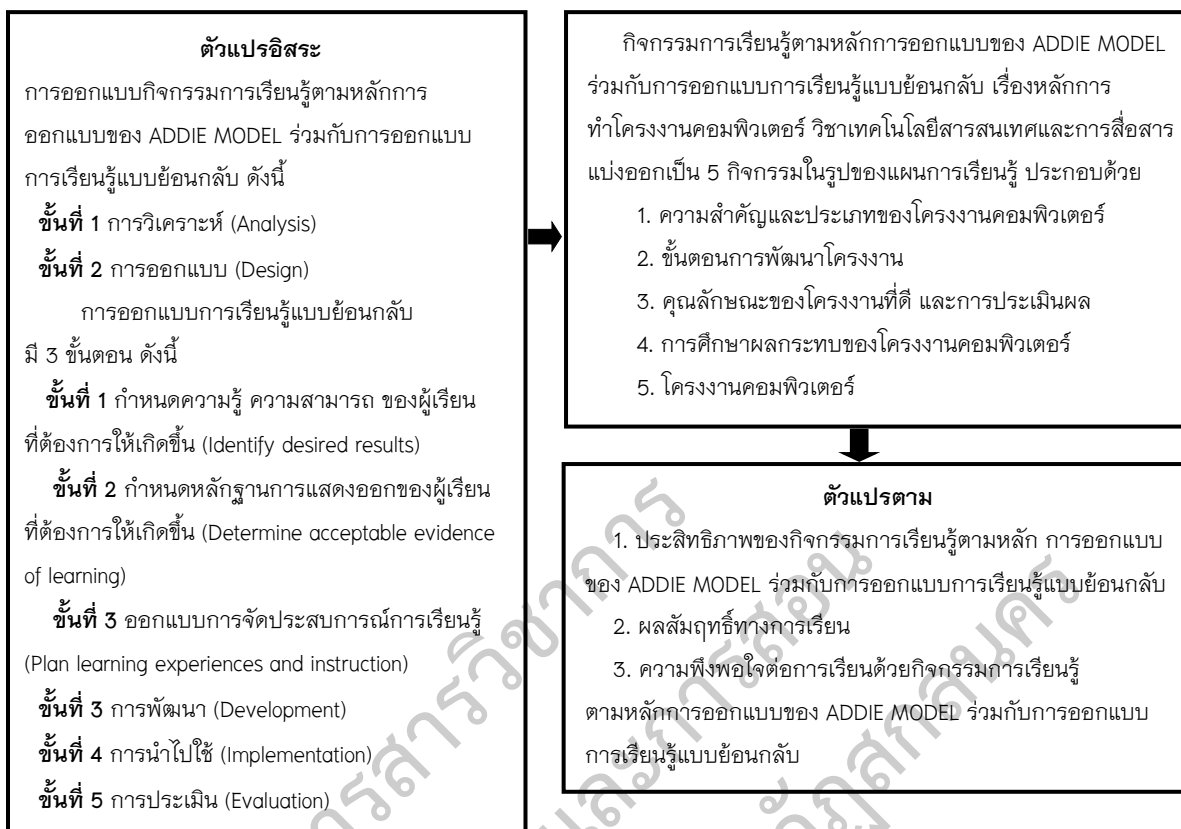 ตัวแปรอิสระ
การออกแบบกิจกรรมการเรียนรู้ตามหลักการ
ออกแบบของ ADDIE MODEL ร่วมกับการออกแบบ
การเรียนรู้แบบย้อนกลับ ดังนี้
ขั้นที่ 1 การวิเคราะห์ (Analysis)
ขั้นที่ 2 การออกแบบ (Design)
การออกแบบการเรียนรู้แบบย้อนกลับ
มี 3 ขั้นตอน ดังนี้
ขั้นที่ 1 กำหนดความรู้ ความสามารถ ของผู้เรียน
ที่ต้องการให้เกิดขึ้น (Identify desired results)
ขั้นที่ 2 กำหนดหลักฐานการแสดงออกของผู้เรียน
ที่ต้องการให้เกิดขึ้น (Determine acceptable evidence
of learning)
ขั้นที่ 3 ออกแบบการจัดประสบการณ์การเรียนรู้
(Plan learning experiences and instruction)
ขั้นที่ 3 การพัฒนา (Development)
ขั้นที่ 4 การนำไปใช้ (Implementation)
ขั้นที่ 5 การประเมิน (Evaluation)
กิจกรรมการเรียนรู้ตามหลักการออกแบบของ ADDIE MODEL
ร่วมกับการออกแบบการเรียนรู้แบบย้อนกลับ เรื่องหลักการ
ทำโครงงานคอมพิวเตอร์ วิชาเทคโนโลยีสารสนเทศและการสื่อสาร
แบ่งออกเป็น 5 กิจกรรมในรูปของแผนการเรียนรู้ ประกอบด้วย
1. ความสำคัญและประเภทของโครงงานคอมพิวเตอร์
2. ขั้นตอนการพัฒนาโครงงาน
3. คุณลักษณะของโครงงานที่ดี และการประเมินผล
4. การศึกษาผลกระทบของโครงงานคอมพิวเตอร์
5. โครงงานคอมพิวเตอร์
ตัวแปรตาม
1. ประสิทธิภาพของกิจกรรมการเรียนรู้ตามหลัก การออกแบบ
ของ ADDIE MODEL ร่วมกับการออกแบบการเรียนรู้แบบย้อนกลับ
2. ผลสัมฤทธิ์ทางการเรียน
3. ความพึงพอใจต่อการเรียนด้วยกิจกรรมการเรียนรู้
ตามหลักการออกแบบของ ADDIE MODEL ร่วมกับการออกแบบ
การเรียนรู้แบบย้อนกลับ